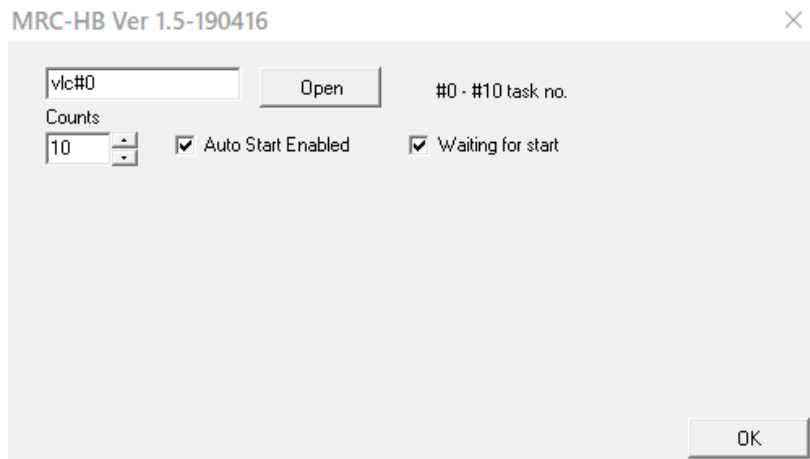 MRC-HB Ver 1.5-190416
vlc#0
Open
#0 - #10 task no.
Counts
10
Auto Start Enabled
Waiting for start
OK